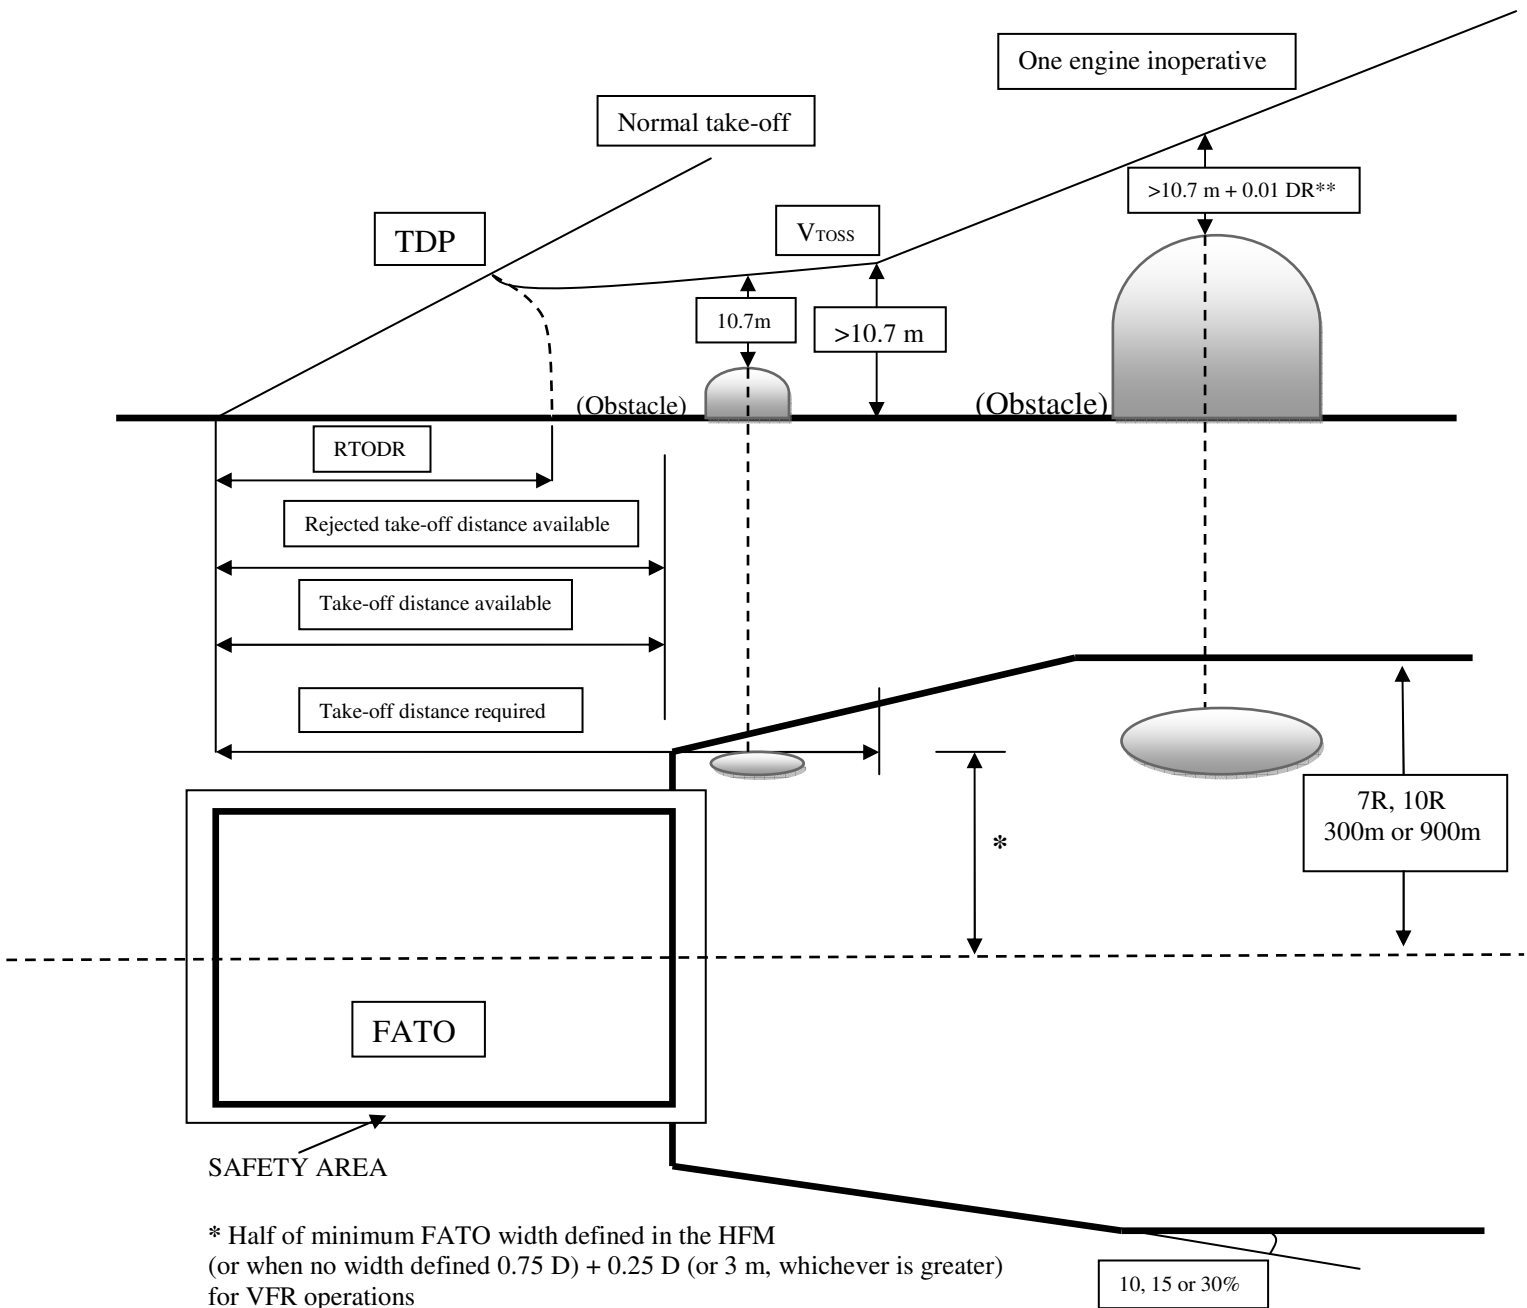 One engine inoperative
Normal take-off
>10.7 m + 0.01 DR**
TDP
VTOSS
10.7m
>10.7 m
(Obstacle)
(Obstacle)
RTODR
Rejected take-off distance available
Take-off distance available
Take-off distance required
7R, 10R
300m or 900m
*
FATO
SAFETY AREA
* Half of minimum FATO width defined in the HFM
(or when no width defined 0.75 D) + 0.25 D (or 3 m, whichever is greater)
for VFR operations
10, 15 or 30%